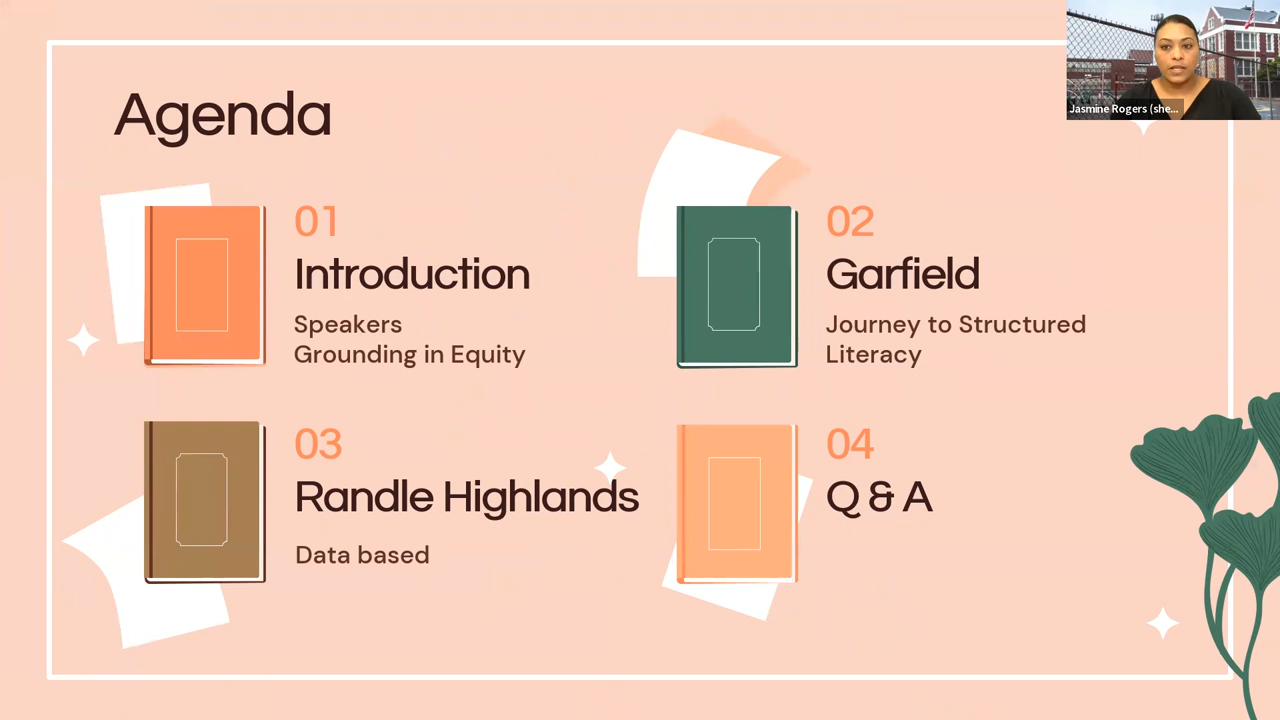 Agenda
01
Introduction
Speakers
Grounding in Equity
02
Garfield
Journey to Structured
Literacy
03
Randle Highlands
Data based
04
Q & A
Jasmine Rogers (she...